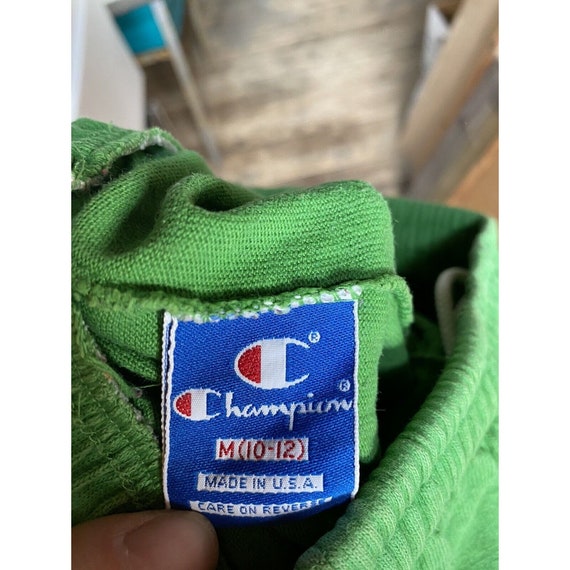 C®
Champion®
M(10-12)
MADE IN U.S.A.
CARE ON REVERSE